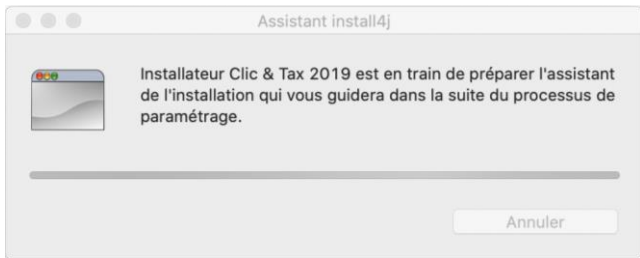 Assistant install4j
Installateur Clic & Tax 2019 est en train de préparer l'assistant
de l'installation qui vous guidera dans la suite du processus de
paramétrage.
Annuler